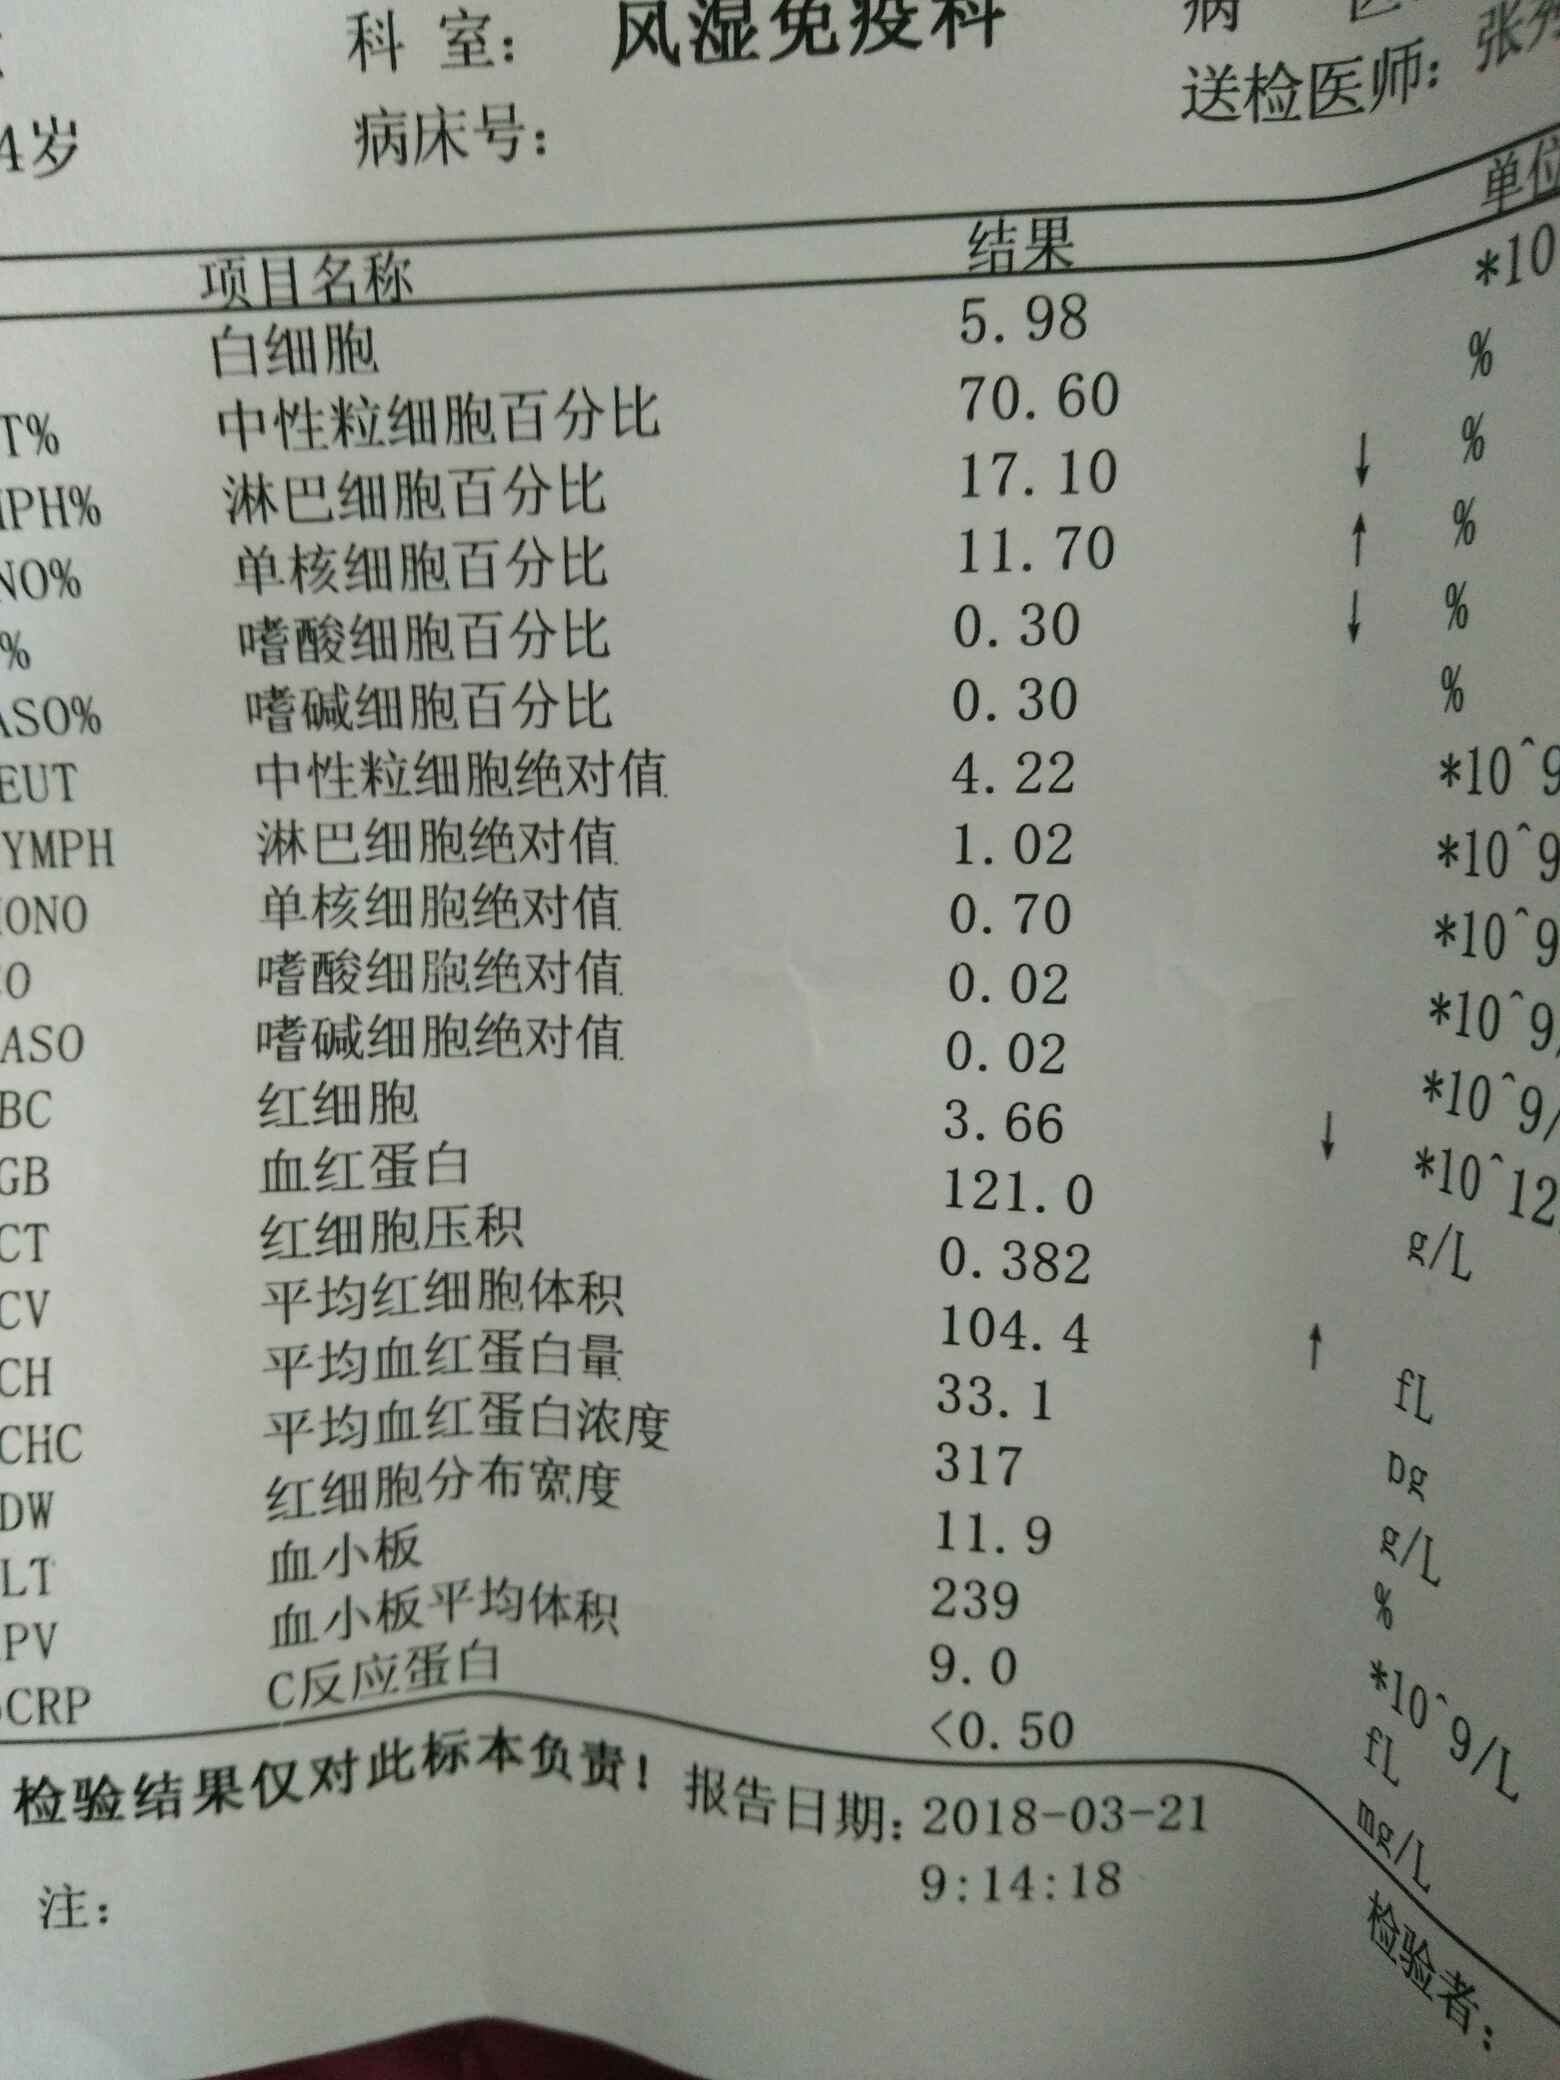 科 室： 风湿免疫科
送检医师：张
4岁 病床号：
项目名称 结果 单位
白细胞 5.98 *10
T% 中性粒细胞百分比 70.60 %
MPH% 淋巴细胞百分比 17.10 ↓ %
NO% 单核细胞百分比 11.70 ↑ %
% 嗜酸细胞百分比 0.30 ↓ %
ASO% 嗜碱细胞百分比 0.30 %
EUT 中性粒细胞绝对值 4.22 *10^9
YMPH 淋巴细胞绝对值 1.02 *10^9
MONO 单核细胞绝对值 0.70 *10^9
EO 嗜酸细胞绝对值 0.02 *10^9/
ASO 嗜碱细胞绝对值 0.02 *10^9/
BC 红细胞 3.66 ↓ *10^12
GB 血红蛋白 121.0 g/L
CT 红细胞压积 0.382
CV 平均红细胞体积 104.4 ↑ fL
CH 平均血红蛋白量 33.1 pg
CHC 平均血红蛋白浓度 317 g/L
DW 红细胞分布宽度 11.9 %
LT 血小板 239 *10^9/L
PV 血小板平均体积 9.0 fL
CRP C反应蛋白 <0.50 mg/L
检验结果仅对此标本负责！ 报告日期：2018-03-21
9:14:18
注： 检验者：